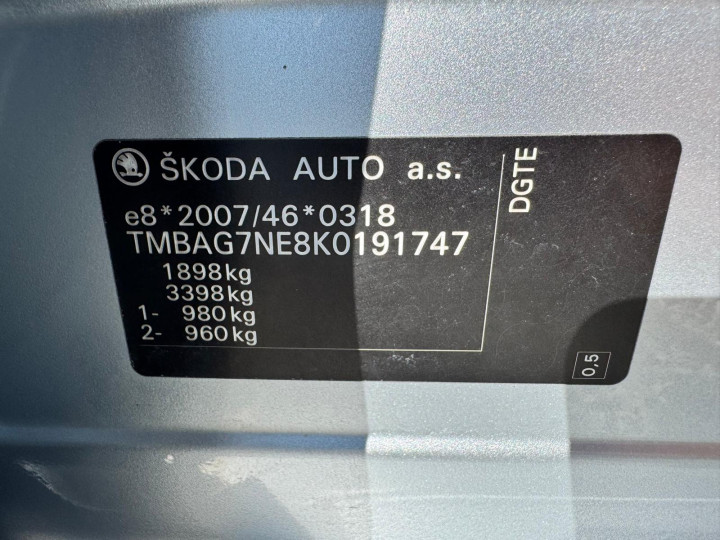 ŠKODA AUTO a.s.
e8*2007/46*0318
TMBAG7NE8K0191747
1898kg
3398kg
1- 980kg
2- 960kg
DGTE
0,5